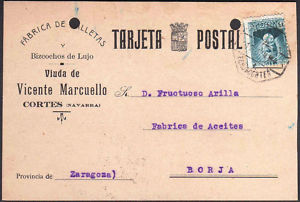 FÁBRICA DE GALLETAS
Y
Bizcochos de Lujo
Viuda de
Vicente Marcuello
CORTES (NAVARRA)
TARJETA POSTAL
Sr. D. Fructuoso Arilla
Fabrica de Aceites
BORJA
Provincia de Zaragoza)